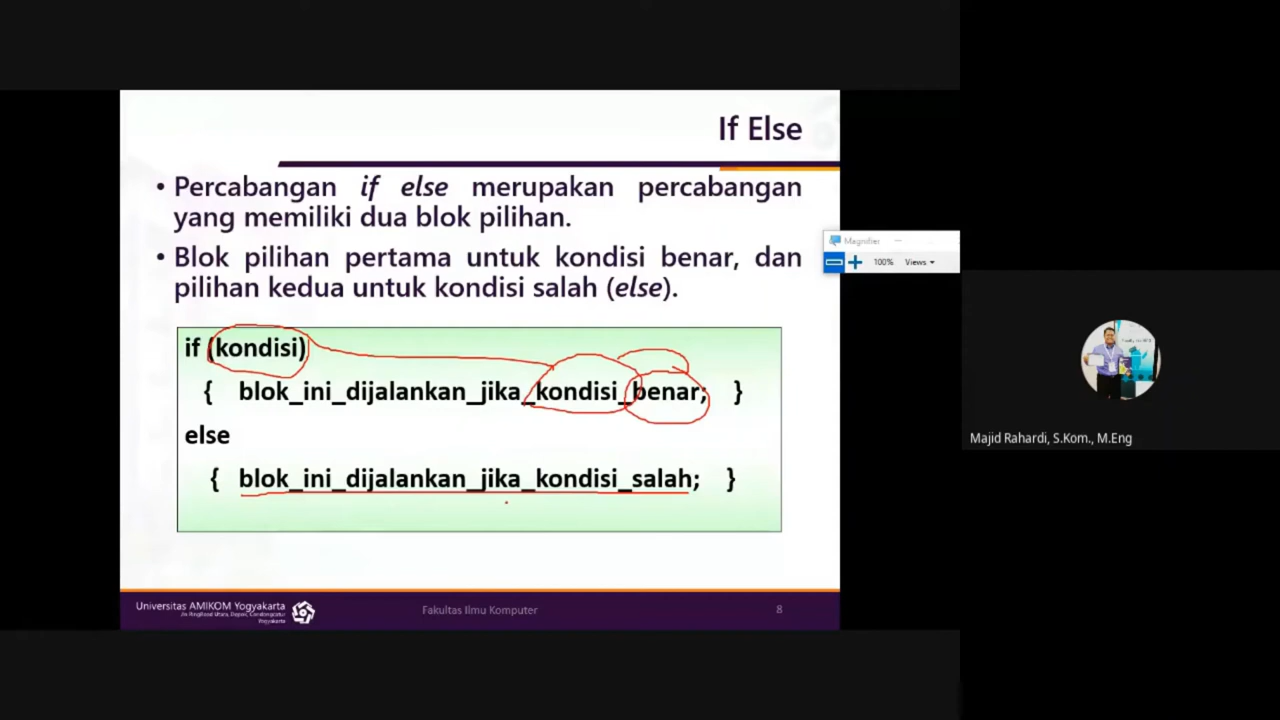 If Else
• Percabangan if else merupakan percabangan
yang memiliki dua blok pilihan.
• Blok pilihan pertama untuk kondisi benar, dan
pilihan kedua untuk kondisi salah (else).
if (kondisi)
{ blok_ini_dijalankan_jika_kondisi_benar; }
else
{ blok_ini_dijalankan_jika_kondisi_salah; }
Universitas AMIKOM Yogyakarta
Yogyakarta
Fakultas Ilmu Komputer
8
Magnifier
100% Views
Majid Rahardi, S.Kom., M.Eng